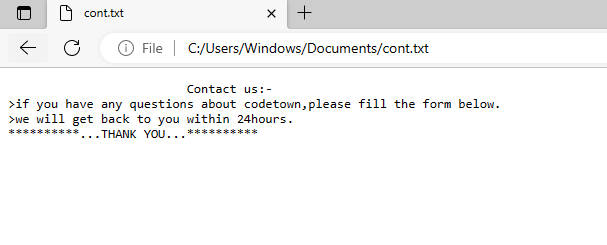 cont.txt
File
C:/Users/Windows/Documents/cont.txt
Contact us:-
>if you have any questions about codetown,please fill the form below.
>we will get back to you within 24hours.
**********...THANK YOU...**********